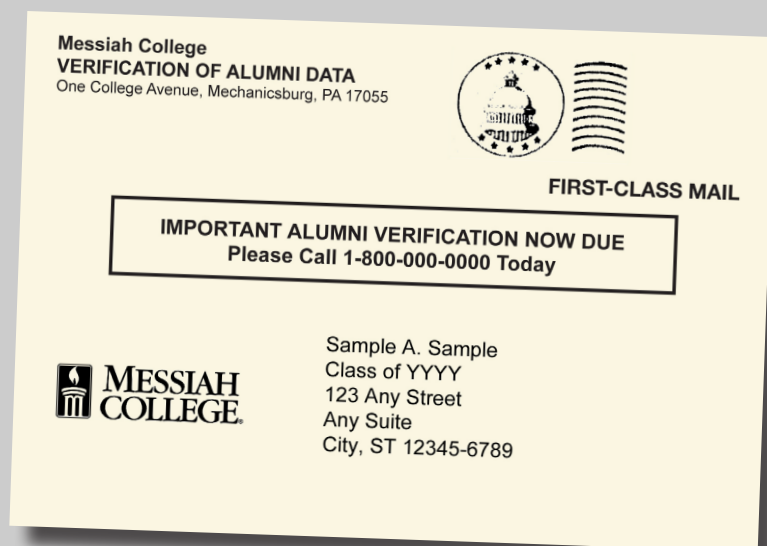 Messiah College
VERIFICATION OF ALUMNI DATA
One College Avenue, Mechanicsburg, PA 17055
FIRST-CLASS MAIL
IMPORTANT ALUMNI VERIFICATION NOW DUE
Please Call 1-800-000-0000 Today
MESSIAH
COLLEGE®
Sample A. Sample
Class of YYYY
123 Any Street
Any Suite
City, ST 12345-6789